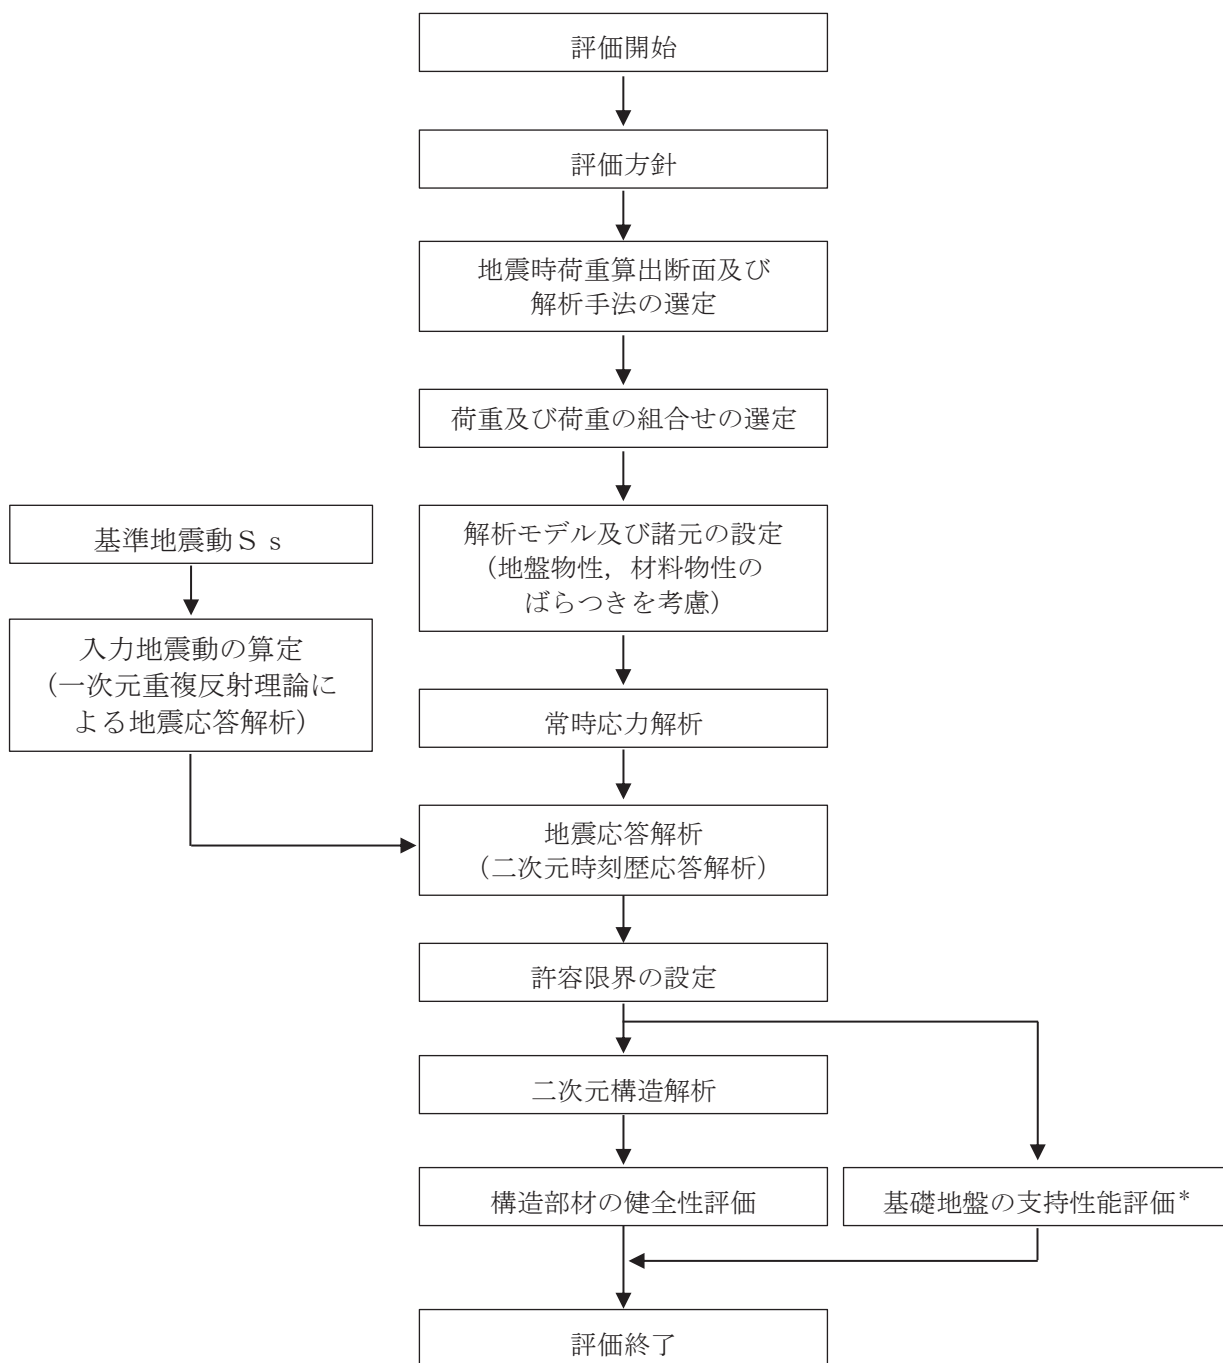 評価開始
評価方針
地震時荷重算出断面及び
解析手法の選定
荷重及び荷重の組合せの選定
基準地震動Ｓｓ
解析モデル及び諸元の設定
（地盤物性，材料物性の
ばらつきを考慮）
入力地震動の算定
（一次元重複反射理論に
よる地震応答解析）
常時応力解析
地震応答解析
（二次元時刻歴応答解析）
許容限界の設定
二次元構造解析
構造部材の健全性評価
基礎地盤の支持性能評価*
評価終了